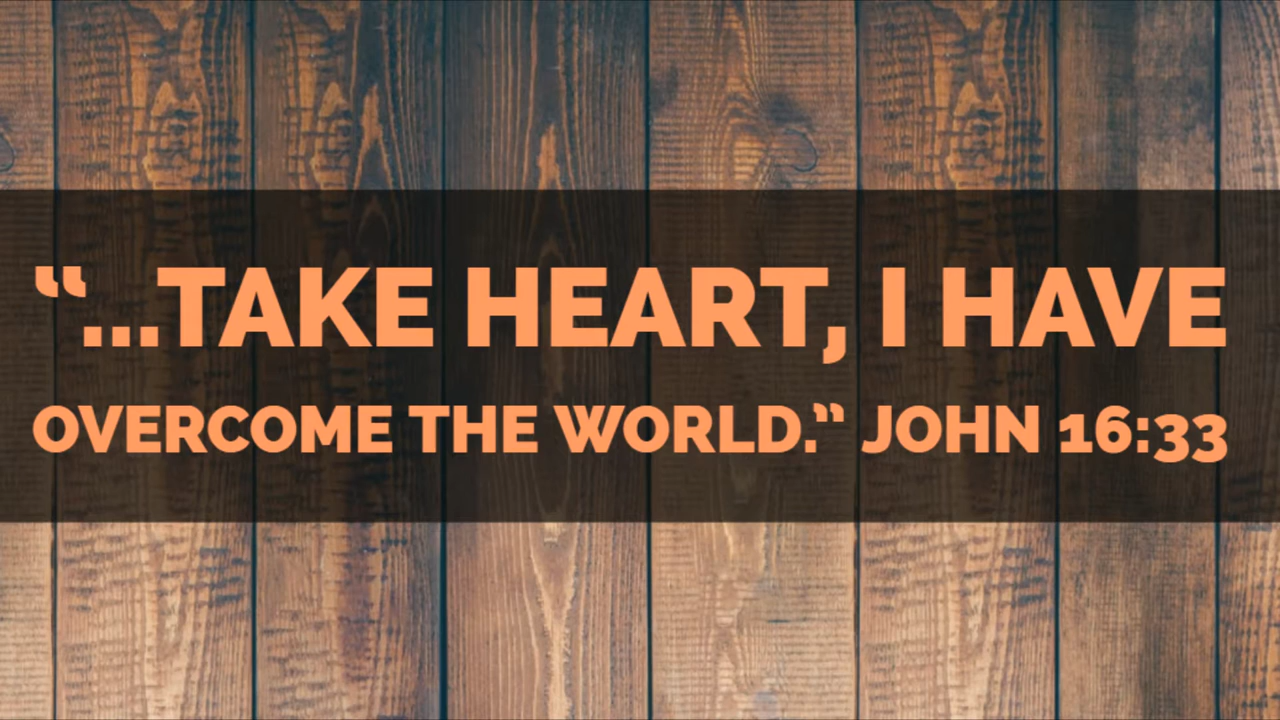 “...TAKE HEART, I HAVE
OVERCOME THE WORLD.” JOHN 16:33